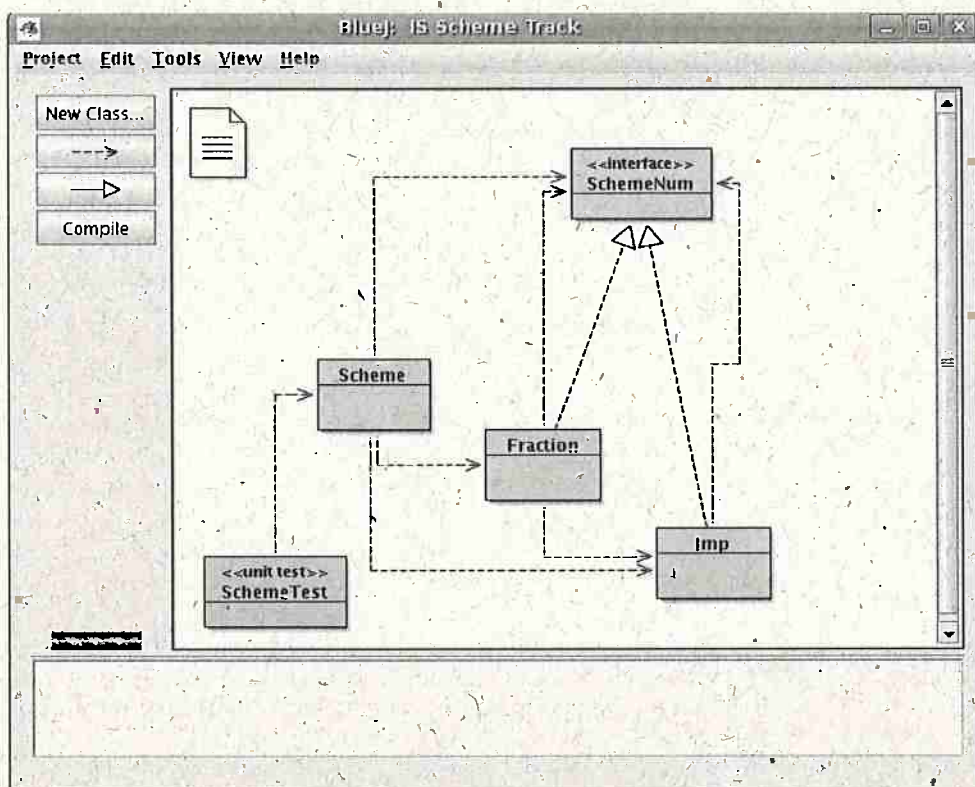 BlueJ: IS Scheme Track
Project Edit Tools View Help
New Class...
Compile
<<interface>>
SchemeNum
Scheme
Fraction
Imp
<<unit test>>
SchemeTest